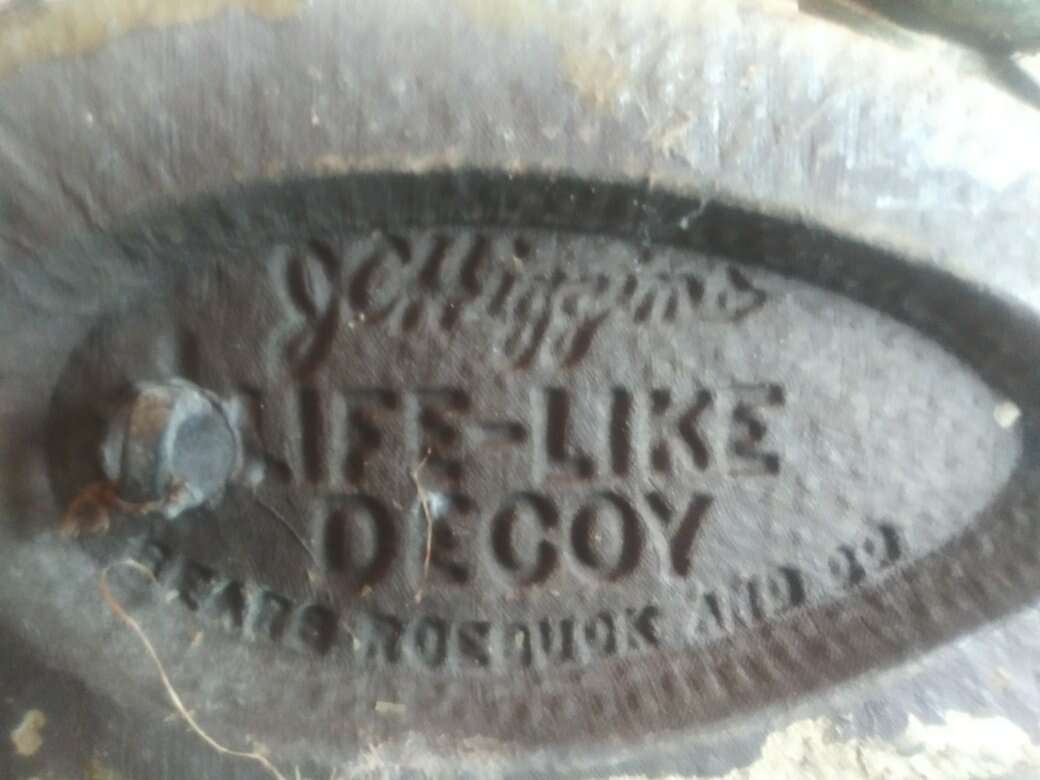 J.C. Higgins
LIFE-LIKE
DECOY
SEARS ROEBUCK AND CO.